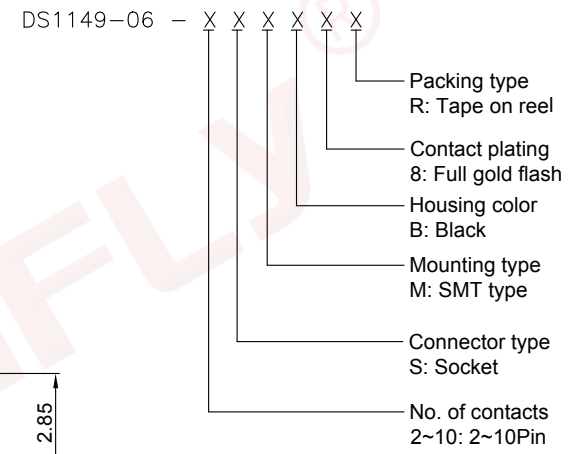 DS1149-06 - X X X X X X
Packing type
R: Tape on reel
Contact plating
8: Full gold flash
Housing color
B: Black
Mounting type
M: SMT type
Connector type
S: Socket
No. of contacts
2~10: 2~10Pin
2.85